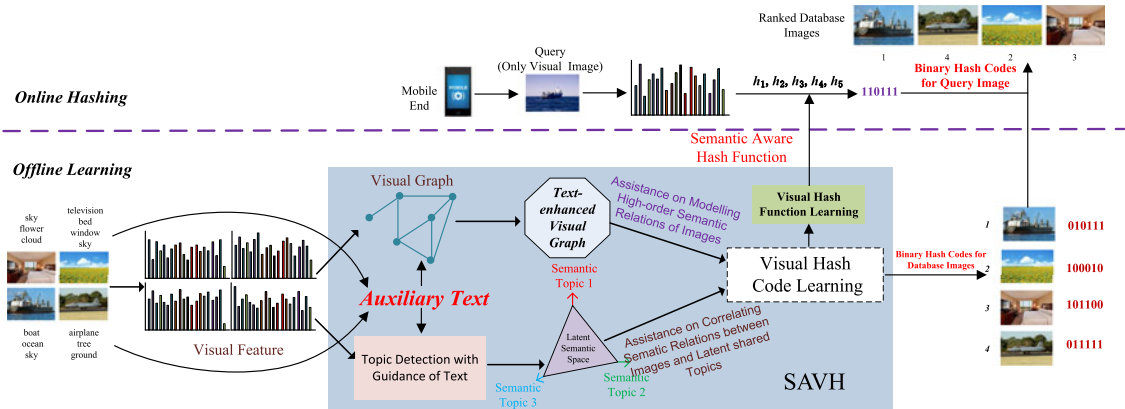 Ranked Database
Images
1
4
2
3
Query
(Only Visual Image)
Mobile
End
MOBILE
h1, h2, h3, h4, h5
110111
Binary Hash Codes
for Query Image
Online Hashing
Offline Learning
Semantic Aware
Hash Function
sky
flower
cloud
television
bed
window
sky
boat
ocean
sky
airplane
tree
ground
Visual Feature
Visual Graph
Auxiliary Text
Topic Detection with
Guidance of Text
Text-
enhanced
Visual
Graph
Semantic
Topic 1
Latent
Semantic
Space
Semantic
Topic 3
Semantic
Topic 2
Assistance on Modelling
High-order Semantic
Relations of Images
Assistance on Correlating
Sematic Relations between
Images and Latent shared
Topics
Visual Hash
Function Learning
Visual Hash
Code Learning
SAVH
Binary Hash Codes for
Database Images
1
010111
2
100010
3
101100
4
011111